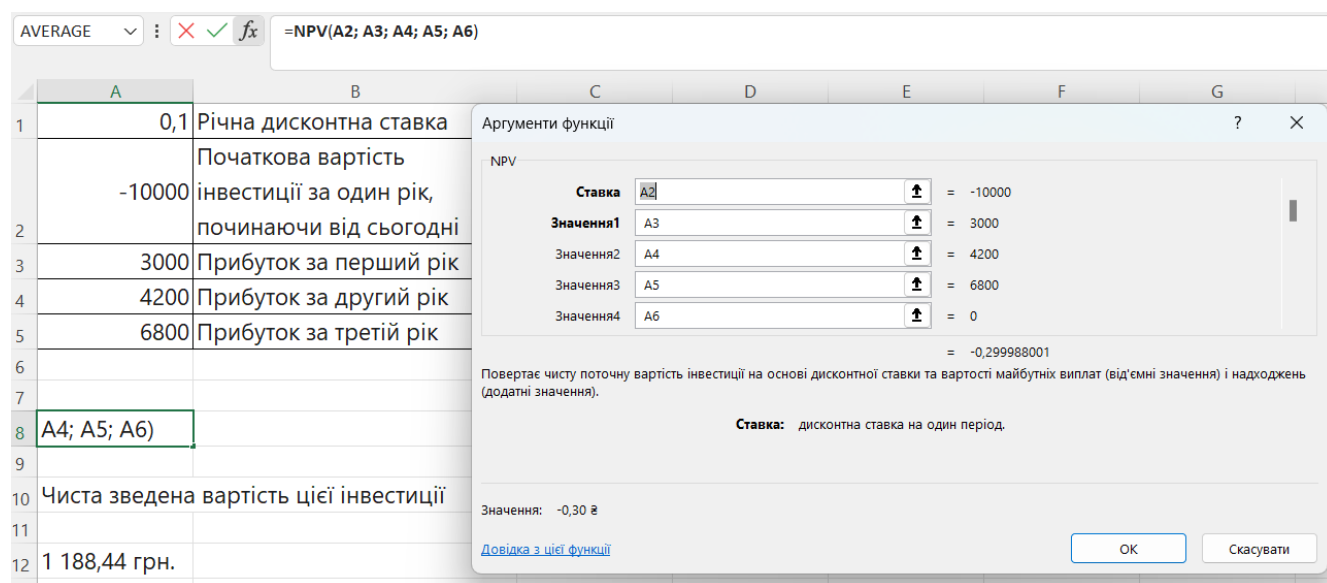 AVERAGE fx =NPV(A2; A3; A4; A5; A6)
A B C D E F G
1 0,1 Річна дисконтна ставка
Початкова вартість
-10000 інвестиції за один рік,
2 починаючи від сьогодні
3 3000 Прибуток за перший рік
4 4200 Прибуток за другий рік
5 6800 Прибуток за третій рік
6
7
8 A4; A5; A6)
9
10 Чиста зведена вартість цієї інвестиції
11
12 1 188,44 грн.
Аргументи функції ?
NPV
Ставка A2 = -10000
Значення1 A3 = 3000
Значення2 A4 = 4200
Значення3 A5 = 6800
Значення4 A6 = 0
= -0,299988001
Повертає чисту поточну вартість інвестиції на основі дисконтної ставки та вартості майбутніх виплат (від'ємні значення) і надходжень
(додатні значення).
Ставка: дисконтна ставка на один період.
Значення: -0,30 ₴
Довідка з цієї функції
ОК Скасувати